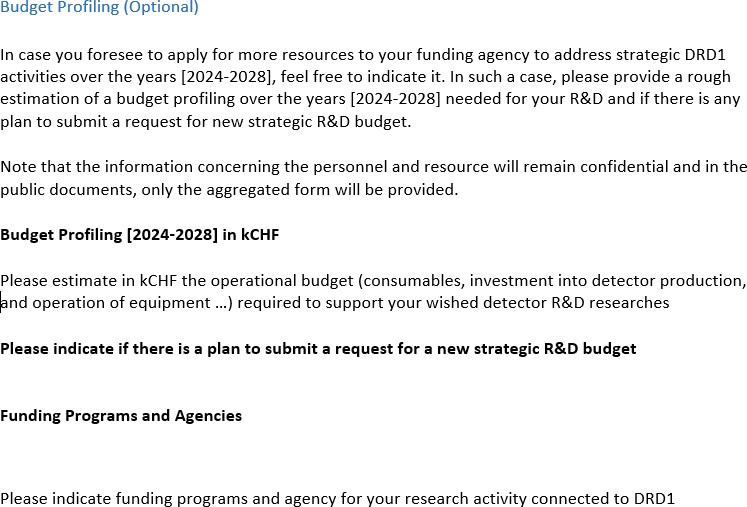 Budget Profiling (Optional)
In case you foresee to apply for more resources to your funding agency to address strategic DRD1
activities over the years [2024-2028], feel free to indicate it. In such a case, please provide a rough
estimation of a budget profiling over the years [2024-2028] needed for your R&D and if there is any
plan to submit a request for new strategic R&D budget.
Note that the information concerning the personnel and resource will remain confidential and in the
public documents, only the aggregated form will be provided.
Budget Profiling [2024-2028] in kCHF
Please estimate in kCHF the operational budget (consumables, investment into detector production,
and operation of equipment ...) required to support your wished detector R&D researches
Please indicate if there is a plan to submit a request for a new strategic R&D budget
Funding Programs and Agencies
Please indicate funding programs and agency for your research activity connected to DRD1